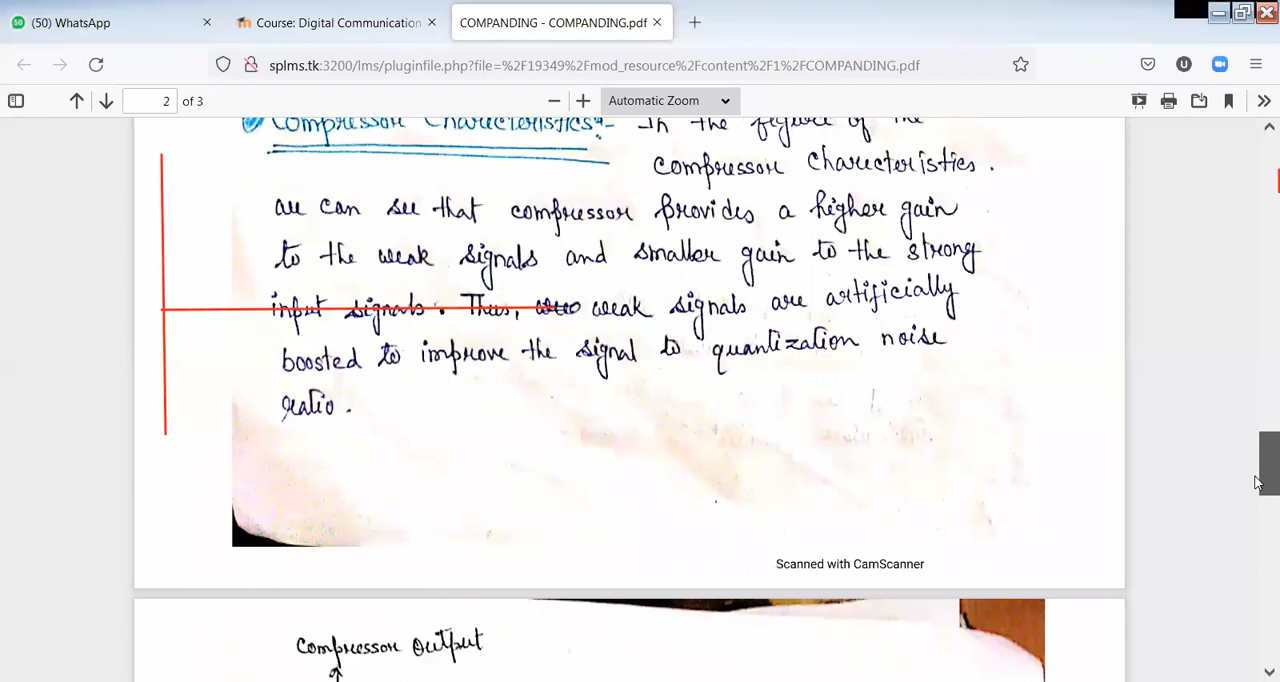 (50) WhatsApp
Course: Digital Communication
COMPANDING - COMPANDING.pdf
splms.tk:3200/lms/pluginfile.php?file=%2F19349%2Fmod_resource%2Fcontent%2F1%2FCOMPANDING.pdf
2 of 3
Automatic Zoom
Compressor Characteristics:- In the figure of the
compressor characteristics.
we can see that compressor provides a higher gain
to the weak signals and smaller gain to the strong
input signals. Thus, weak signals are artificially
boosted to improve the signal to quantization noise
ratio.
Scanned with CamScanner
Compressor Output